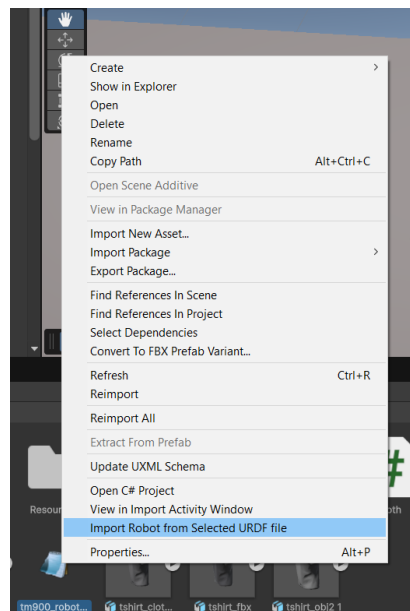 Create
Show in Explorer
Open
Delete
Rename
Copy Path Alt+Ctrl+C
Open Scene Additive
View in Package Manager
Import New Asset...
Import Package
Export Package...
Find References In Scene
Find References In Project
Select Dependencies
Convert To FBX Prefab Variant...
Refresh Ctrl+R
Reimport
Reimport All
Extract From Prefab
Update UXML Schema
Open C# Project
View in Import Activity Window
Import Robot from Selected URDF file
Properties... Alt+P
Resour
oth
tm900_robot... tshirt_clot... tshirt_fbx tshirt_obj2 1